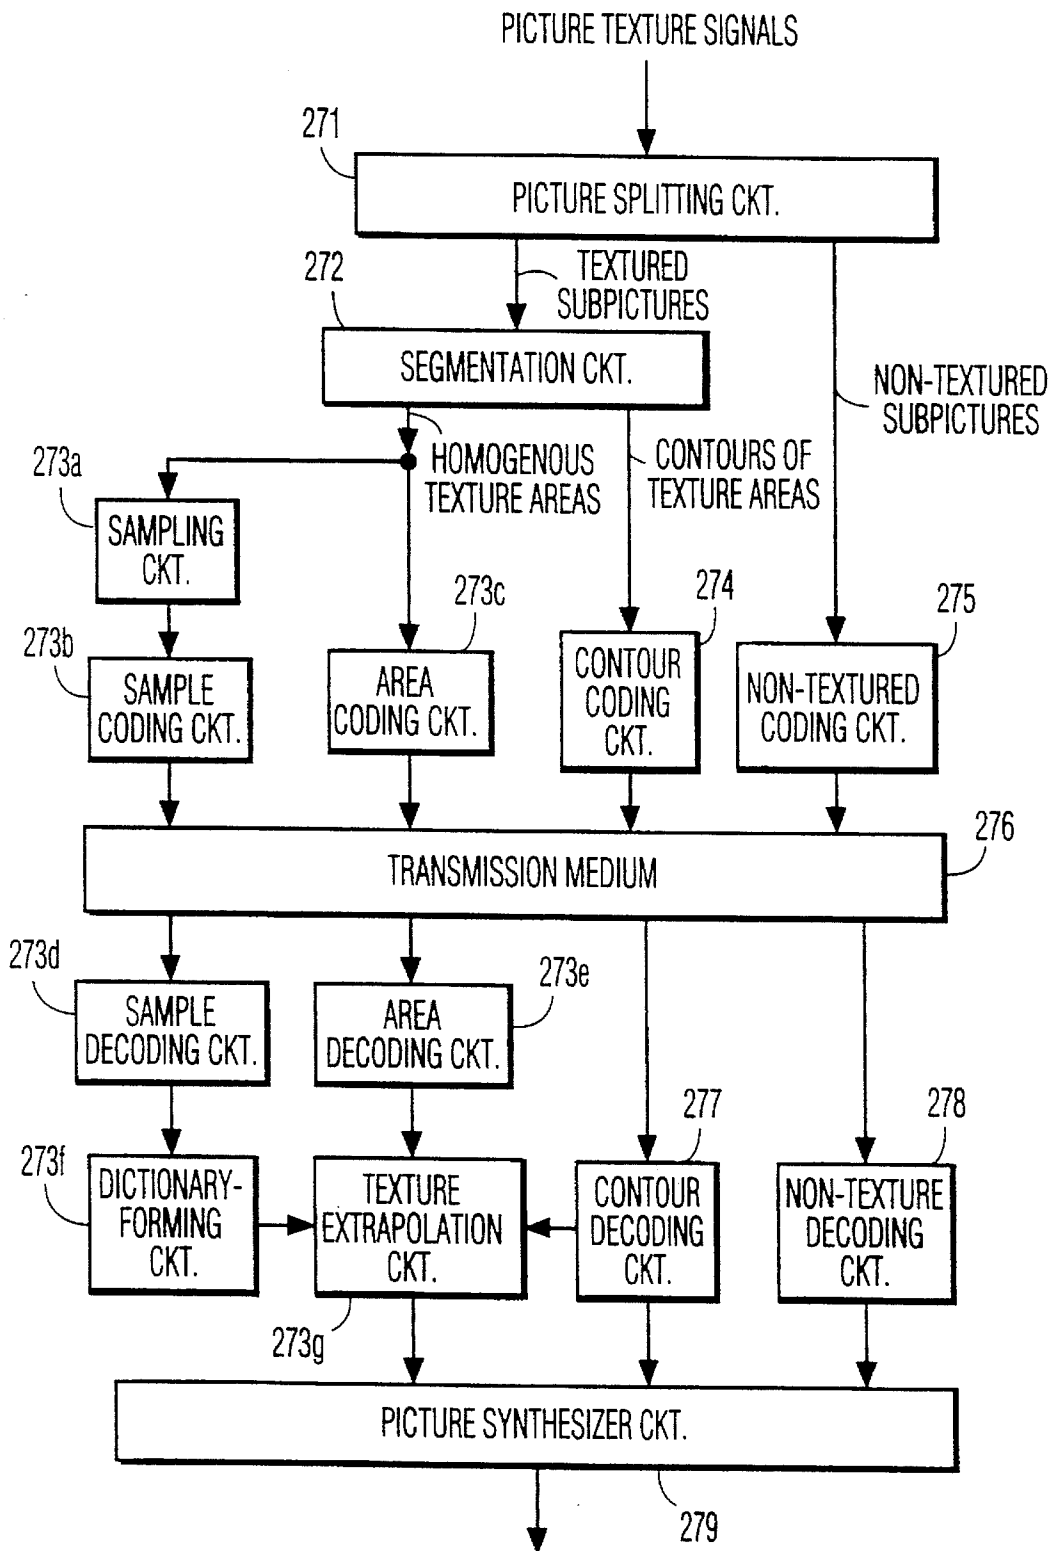 PICTURE TEXTURE SIGNALS
271
PICTURE SPLITTING CKT.
272
TEXTURED
SUBPICTURES
SEGMENTATION CKT.
NON-TEXTURED
SUBPICTURES
273a
HOMOGENOUS
TEXTURE AREAS
CONTOURS OF
TEXTURE AREAS
SAMPLING
CKT.
273b
SAMPLE
CODING CKT.
273c
AREA
CODING CKT.
274
CONTOUR
CODING
CKT.
275
NON-TEXTURED
CODING CKT.
276
TRANSMISSION MEDIUM
273d
SAMPLE
DECODING CKT.
273e
AREA
DECODING CKT.
277
278
273f
DICTIONARY-
FORMING
CKT.
TEXTURE
EXTRAPOLATION
CKT.
CONTOUR
DECODING
CKT.
NON-TEXTURE
DECODING
CKT.
273g
PICTURE SYNTHESIZER CKT.
279